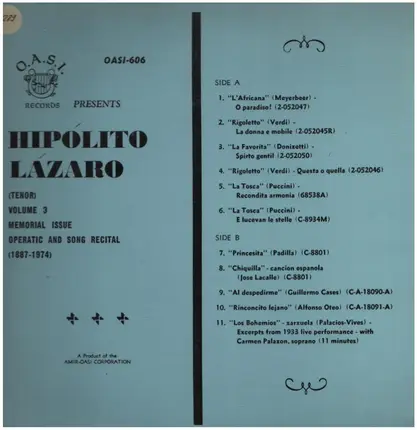 O.A.S.I.
RECORDS
OASI-606
PRESENTS
HIPÓLITO
LÁZARO
(TENOR)
VOLUME 3
MEMORIAL ISSUE
OPERATIC AND SONG RECITAL
(1887-1974)
A Product of the
AMER-OASI CORPORATION
SIDE A
1. "L'Africana" (Meyerbeer) -
O paradiso! (2-052047)
2. "Rigoletto" (Verdi) -
La donna e mobile (2-052045R)
3. "La Favorita" (Donizetti) -
Spirto gentil (2-052050)
4. "Rigoletto" (Verdi) - Questa o quella (2-052046)
5. "La Tosca" (Puccini) -
Recondita armonia (68538A)
6. "La Tosca" (Puccini) -
E lucevan le stelle (C-8934M)
SIDE B
7. "Princesita" (Padilla) (C-8801)
8. "Chiquilla" - cancion espanola
(Jose Lacalle) (C-8801)
9. "Al despedirme" (Guillermo Cases) (C-A-18090-A)
10. "Rinconcito lejano" (Alfonso Oteo) (C-A-18091-A)
11. "Los Bohemios" - zarzuela (Palacios-Vives) -
Excerpts from 1933 live performance - with
Carmen Palazon, soprano (11 minutes)